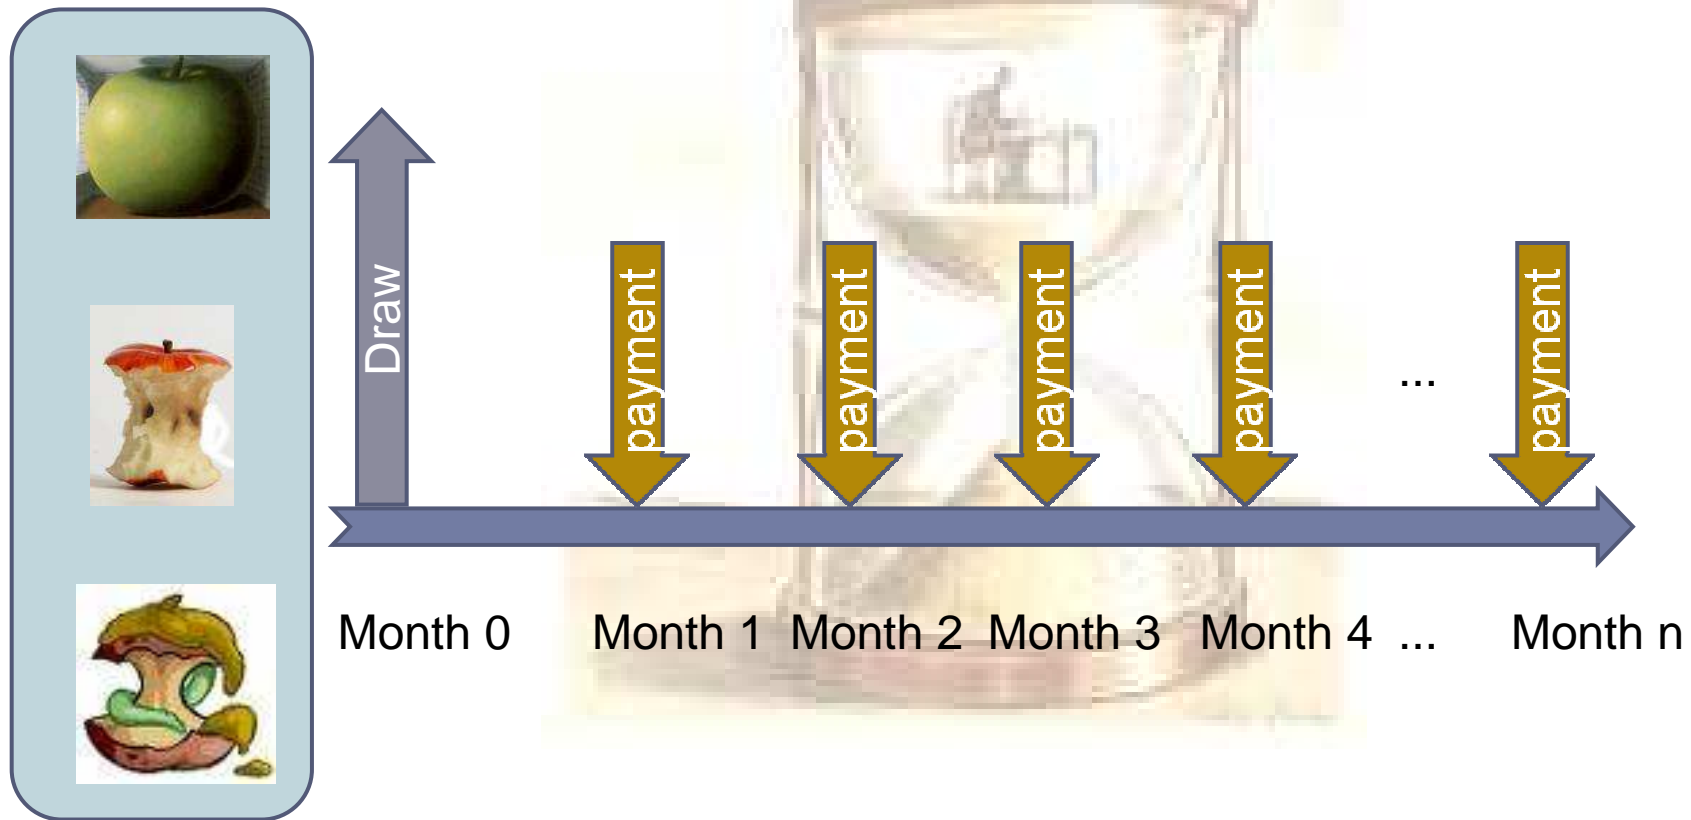 Draw
payment
payment
payment
payment
...
payment
Month 0
Month 1
Month 2
Month 3
Month 4
...
Month n